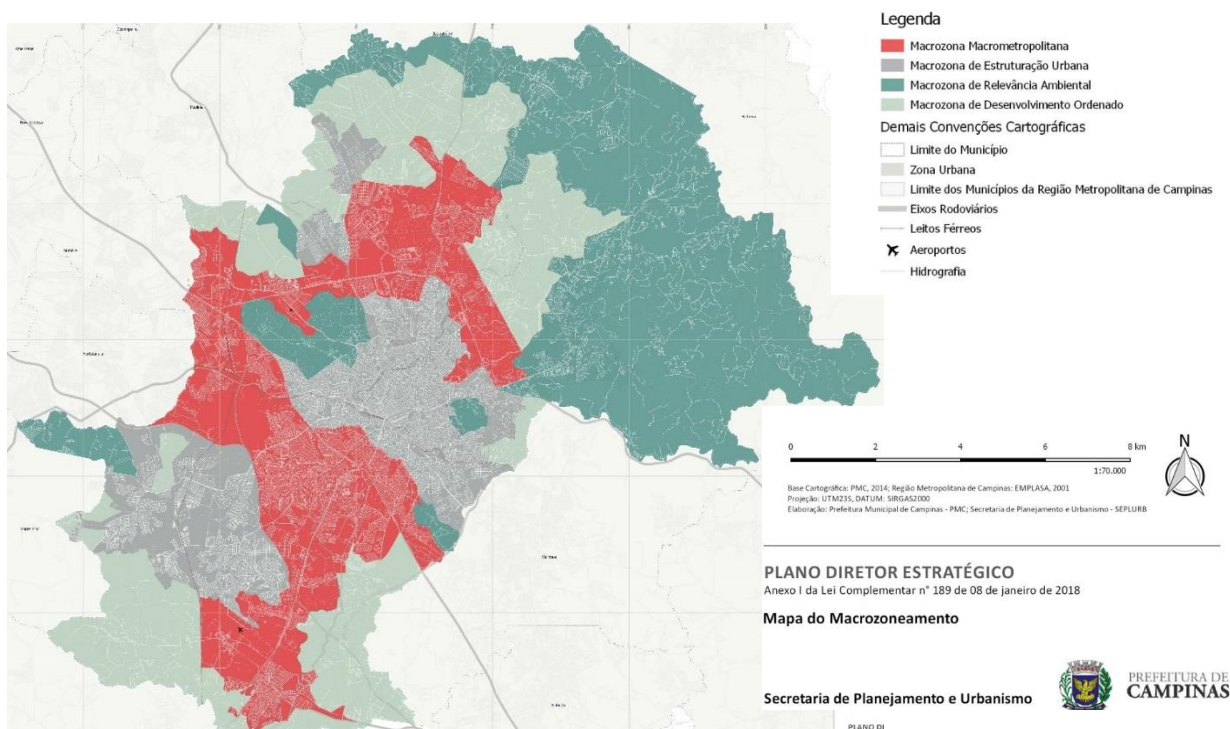 Legenda
Macrozona Macrometropolitana
Macrozona de Estruturação Urbana
Macrozona de Relevância Ambiental
Macrozona de Desenvolvimento Ordenado
Demais Convenções Cartográficas
Limite do Município
Zona Urbana
Limite dos Municípios da Região Metropolitana de Campinas
Eixos Rodoviários
Leitos Férreos
Aeroportos
Hidrografia
0 2 4 6 8 km
1:70.000
N
Base Cartográfica: PMC, 2014; Região Metropolitana de Campinas: EMPLASA, 2001
Projeção: UTM23S, DATUM: SIRGAS2000
Elaboração: Prefeitura Municipal de Campinas - PMC; Secretaria de Planejamento e Urbanismo - SEPLURB
PLANO DIRETOR ESTRATÉGICO
Anexo I da Lei Complementar n° 189 de 08 de janeiro de 2018
Mapa do Macrozoneamento
Secretaria de Planejamento e Urbanismo
PREFEITURA DE
CAMPINAS
PLANO DI